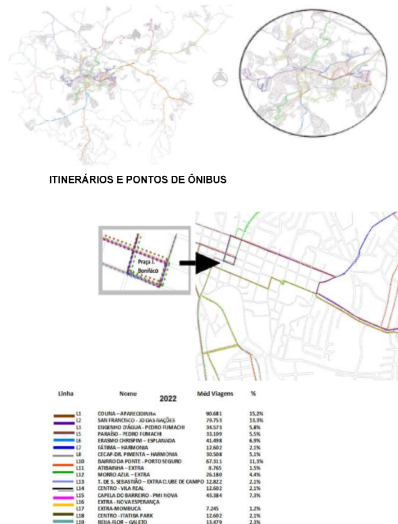 ITINERÁRIOS E PONTOS DE ÔNIBUS
Praça J.
Bonifáco
Linha Nome 2022 Méd Viagens %
L1 COLINA – APARECIDINHA 90.681 15,2%
L2 SAN FRANCISCO - JD DAS NAÇÕES 79.753 13,3%
L3 ENGENHO D'ÁGUA - PEDRO FUMACHI 34.573 5,8%
L5 PARAÍSO - PEDRO FUMACHI 33.109 5,5%
L6 ERASMO CHRISPIM – ESPLANADA 41.498 6,9%
L7 FÁTIMA – HARMONIA 12.602 2,1%
L8 CECAP-DR. PIMENTA – HARMONIA 30.508 5,1%
L10 BAIRRO DA PONTE - PORTO SEGURO 67.311 11,3%
L11 ATIBAINHA – EXTRA 8.765 1,5%
L12 MORRO AZUL – EXTRA 26.180 4,4%
L13 T. DE S. SEBASTIÃO – EXTRA CLUBE DE CAMPO 12.822 2,1%
L14 CENTRO - VILA REAL 12.602 2,1%
L15 CAPELA DO BARREIRO - PMI NOVA 43.384 7,3%
L16 EXTRA - NOVA ESPERANÇA
L17 EXTRA-MOMBUCA 7.245 1,2%
L18 CENTRO - ITATIBA PARK 12.602 2,1%
L19 BEIJA-FLOR – GALETO 13.479 2,3%